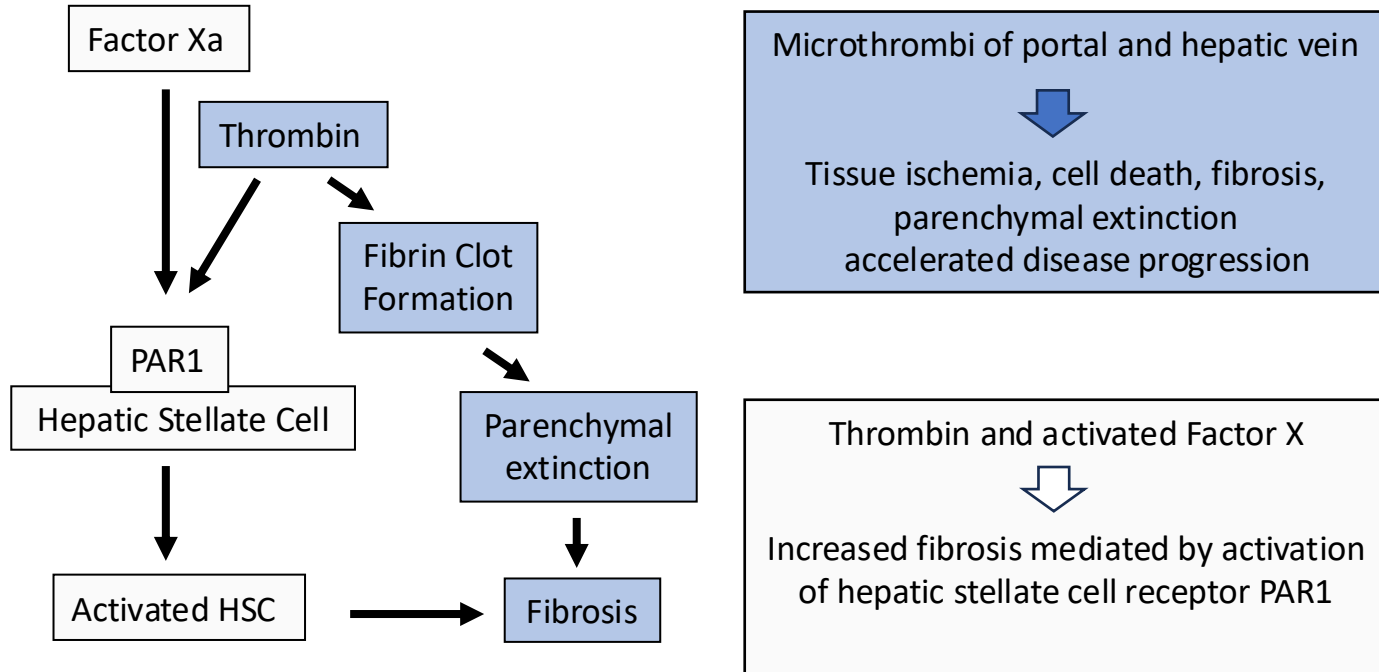 Factor Xa
Thrombin
Fibrin Clot
Formation
PAR1
Hepatic Stellate Cell
Parenchymal
extinction
Activated HSC
Fibrosis
Microthrombi of portal and hepatic vein
Tissue ischemia, cell death, fibrosis,
parenchymal extinction
accelerated disease progression
Thrombin and activated Factor X
Increased fibrosis mediated by activation
of hepatic stellate cell receptor PAR1